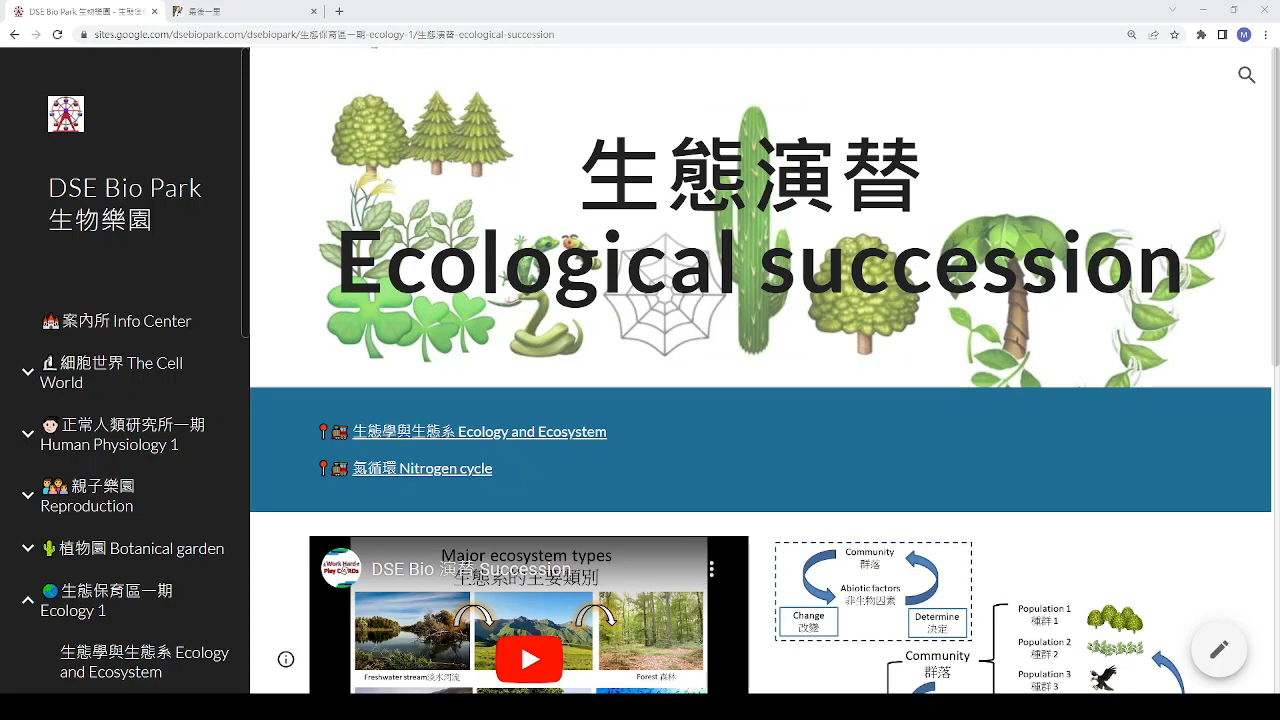 DSE Bio Park 生物樂園 - 生態演
最後一里
sites.google.com/dsebiopark.com/dsebiopark/生態保育區一期-ecology-1/生態演替-ecological-succession
M
DSE Bio Park
生物樂園
案內所 Info Center
細胞世界 The Cell
World
正常人類研究所一期
Human Physiology 1
親子樂園
Reproduction
植物園 Botanical garden
生態保育區一期
Ecology 1
生態學與生態系 Ecology
and Ecosystem
生態演替
Ecological succession
生態學與生態系 Ecology and Ecosystem
氮循環 Nitrogen cycle
Major ecosystem types
DSE Bio 演替 Succession
生態系的主要類別
Work Hard
Play CARDs
Freshwater stream淡水河流
Forest 森林
Community
群落
Abiotic factors
非生物因素
Change
改變
Determine
決定
Community
群落
Population 1
種群 1
Population 2
種群 2
Population 3
種群 3